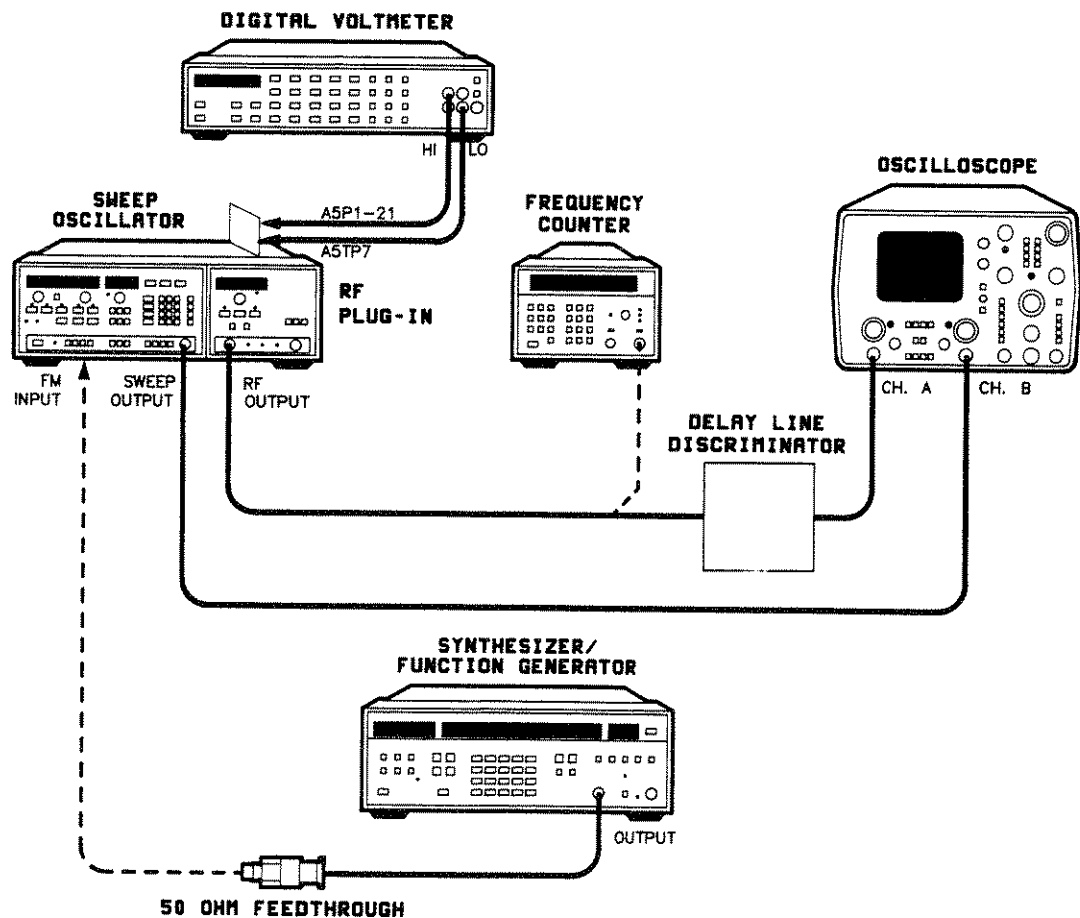 DIGITAL VOLTMETER
HI
LO
SWEEP
OSCILLATOR
A5P1-21
A5TP7
RF
PLUG-IN
FREQUENCY
COUNTER
OSCILLOSCOPE
FM
INPUT
SWEEP
OUTPUT
RF
OUTPUT
CH. A
CH. B
DELAY LINE
DISCRIMINATOR
SYNTHESIZER/
FUNCTION GENERATOR
OUTPUT
50 OHM FEEDTHROUGH